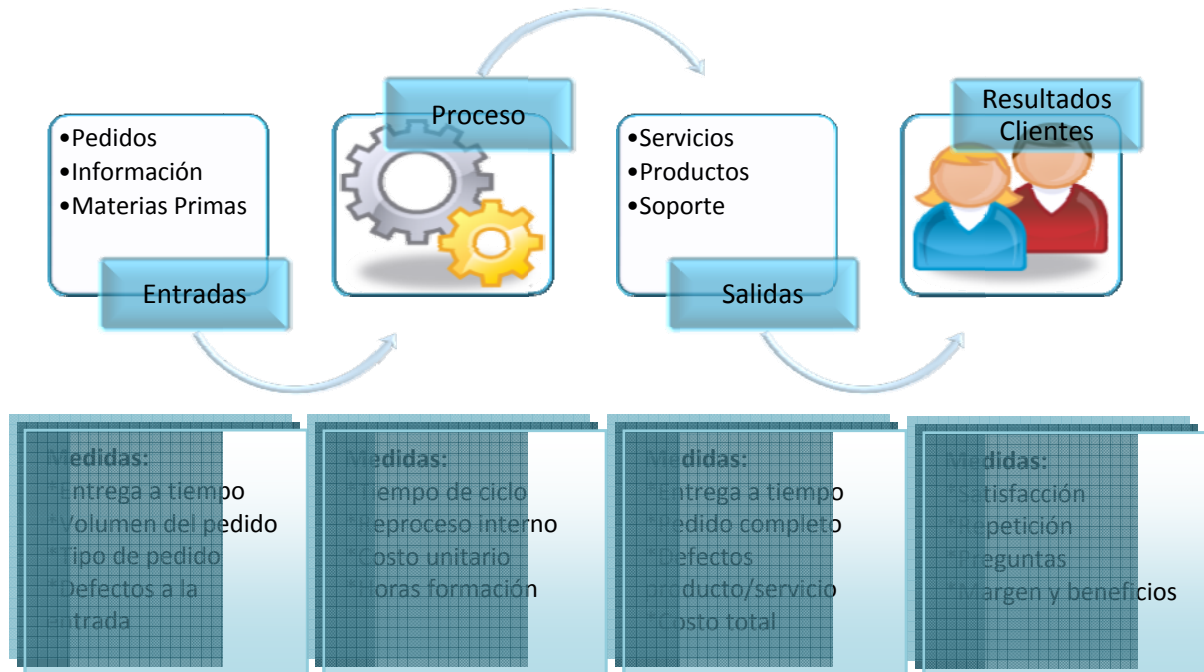 •Pedidos
•Información
•Materias Primas
Entradas
Proceso
•Servicios
•Productos
•Soporte
Salidas
Resultados
Clientes
Medidas:
*Entrega a tiempo
*Volumen del pedido
*Tipo de pedido
*Defectos a la
entrada
Medidas:
*Tiempo de ciclo
*Reproceso interno
*Costo unitario
*Horas formación
Medidas:
*Entrega a tiempo
*Pedido completo
*Defectos
producto/servicio
*Costo total
Medidas:
*Satisfacción
*Repetición
*Preguntas
*Margen y beneficios